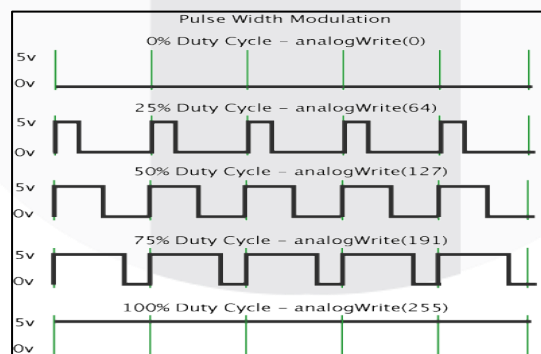 Pulse Width Modulation
0% Duty Cycle – analogWrite(0)
5v
0v
25% Duty Cycle – analogWrite(64)
5v
0v
50% Duty Cycle – analogWrite(127)
5v
0v
75% Duty Cycle – analogWrite(191)
5v
0v
100% Duty Cycle – analogWrite(255)
5v
0v